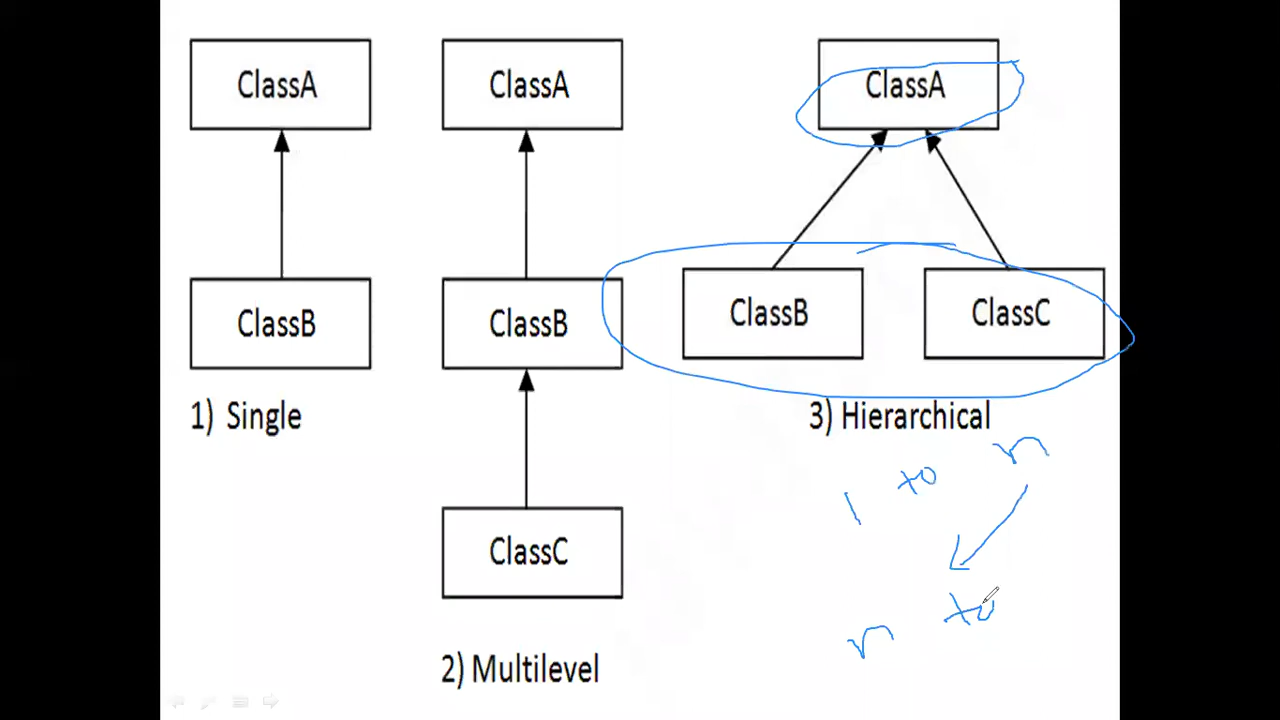 ClassA
ClassB
1) Single
ClassA
ClassB
ClassC
2) Multilevel
ClassA
ClassB ClassC
3) Hierarchical
1 to n
n to